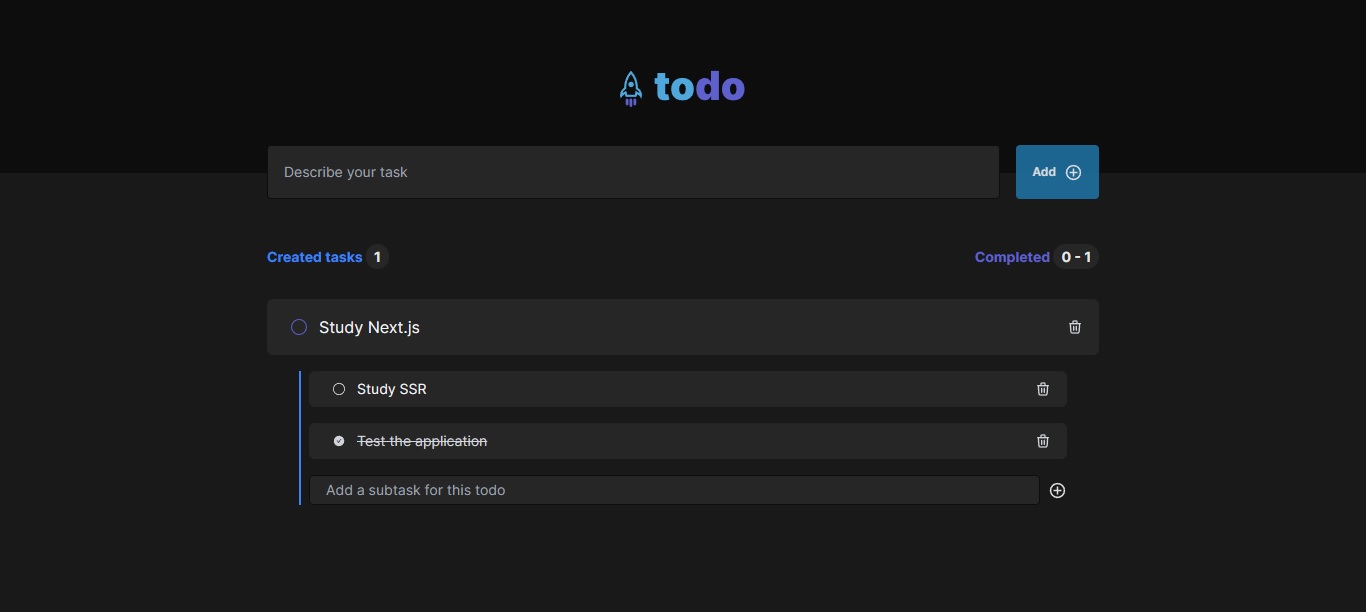 todo
Describe your task
Add
Created tasks 1
Completed 0 - 1
Study Next.js
Study SSR
Test the application
Add a subtask for this todo